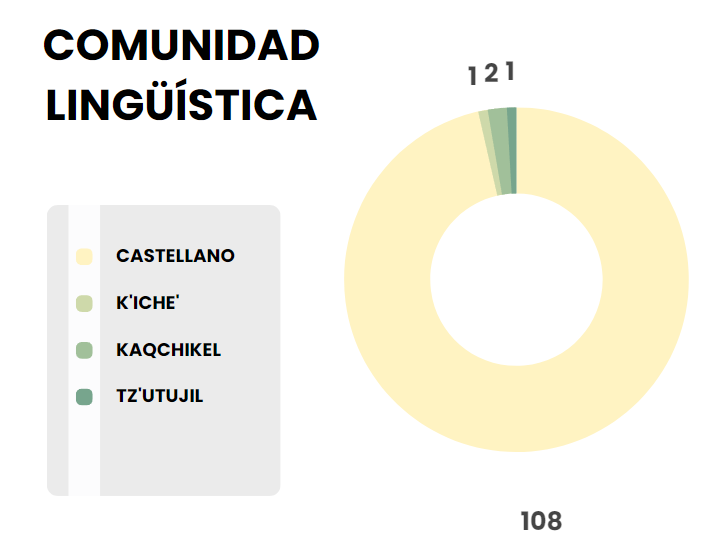 COMUNIDAD
LINGÜÍSTICA
1 2 1
CASTELLANO
K'ICHE'
KAQCHIKEL
TZ'UTUJIL
108